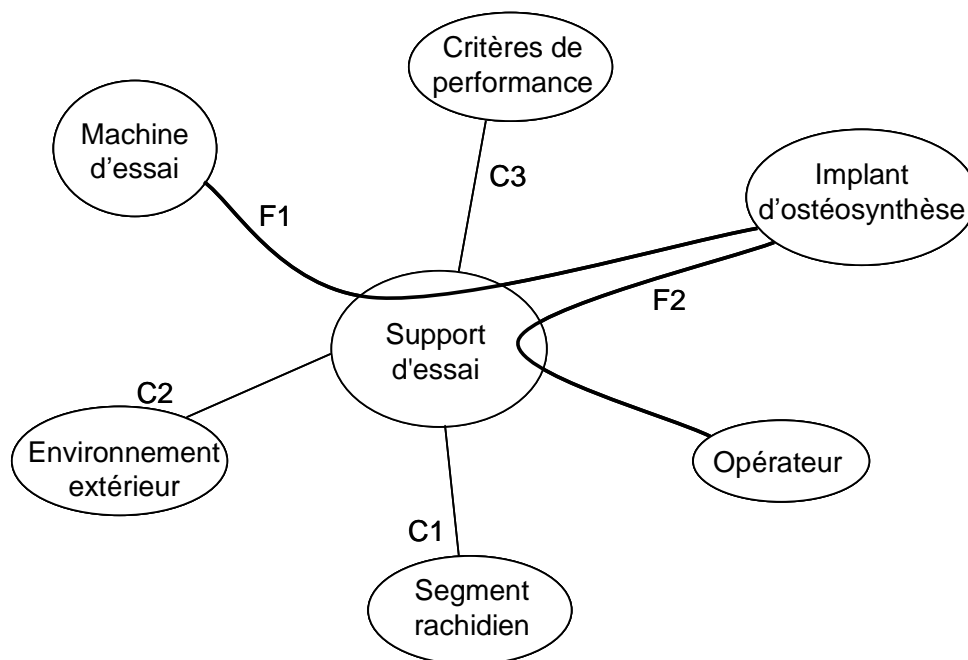 Critères de
performance
Machine
d'essai
Implant
d'ostéosynthèse
C3
F1
F2
Support
d'essai
C2
Environnement
extérieur
Opérateur
C1
Segment
rachidien